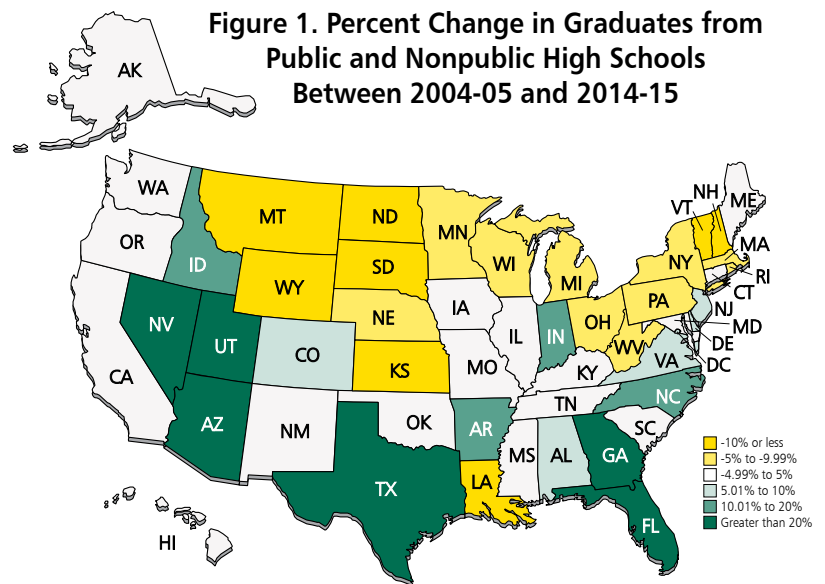 Figure 1. Percent Change in Graduates from
Public and Nonpublic High Schools
Between 2004-05 and 2014-15
AK
WA
MT
ND
MN
VT
NH
ME
OR
ID
WY
SD
WI
MI
NY
MA
RI
CT
NV
UT
CO
NE
IA
IL
IN
OH
PA
NJ
MD
DE
DC
WV
VA
CA
KS
MO
KY
AZ
NM
OK
AR
TN
NC
SC
MS
AL
GA
TX
LA
FL
HI
-10% or less
-5% to -9.99%
-4.99% to 5%
5.01% to 10%
10.01% to 20%
Greater than 20%